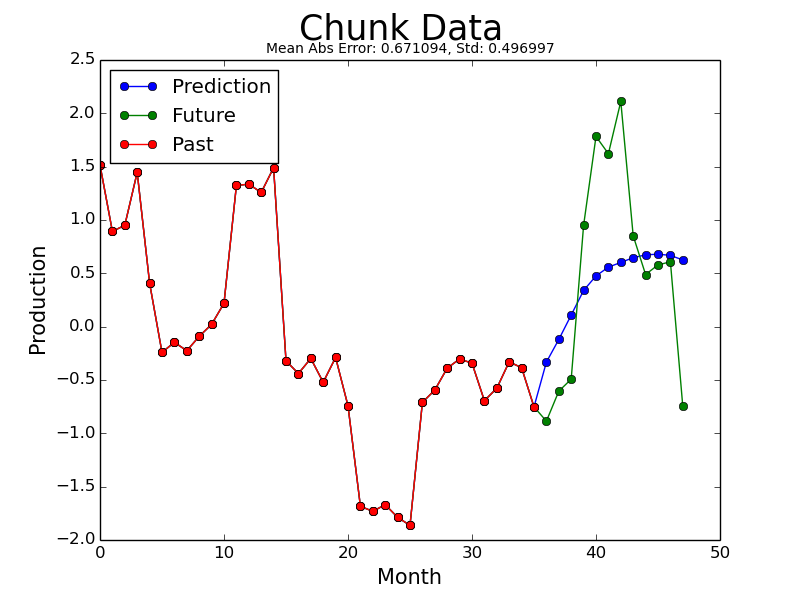 Chunk Data
Mean Abs Error: 0.671094, Std: 0.496997
Prediction
Future
Past
2.5
2.0
1.5
1.0
0.5
0.0
−0.5
−1.0
−1.5
−2.0
Production
0 10 20 30 40 50
Month